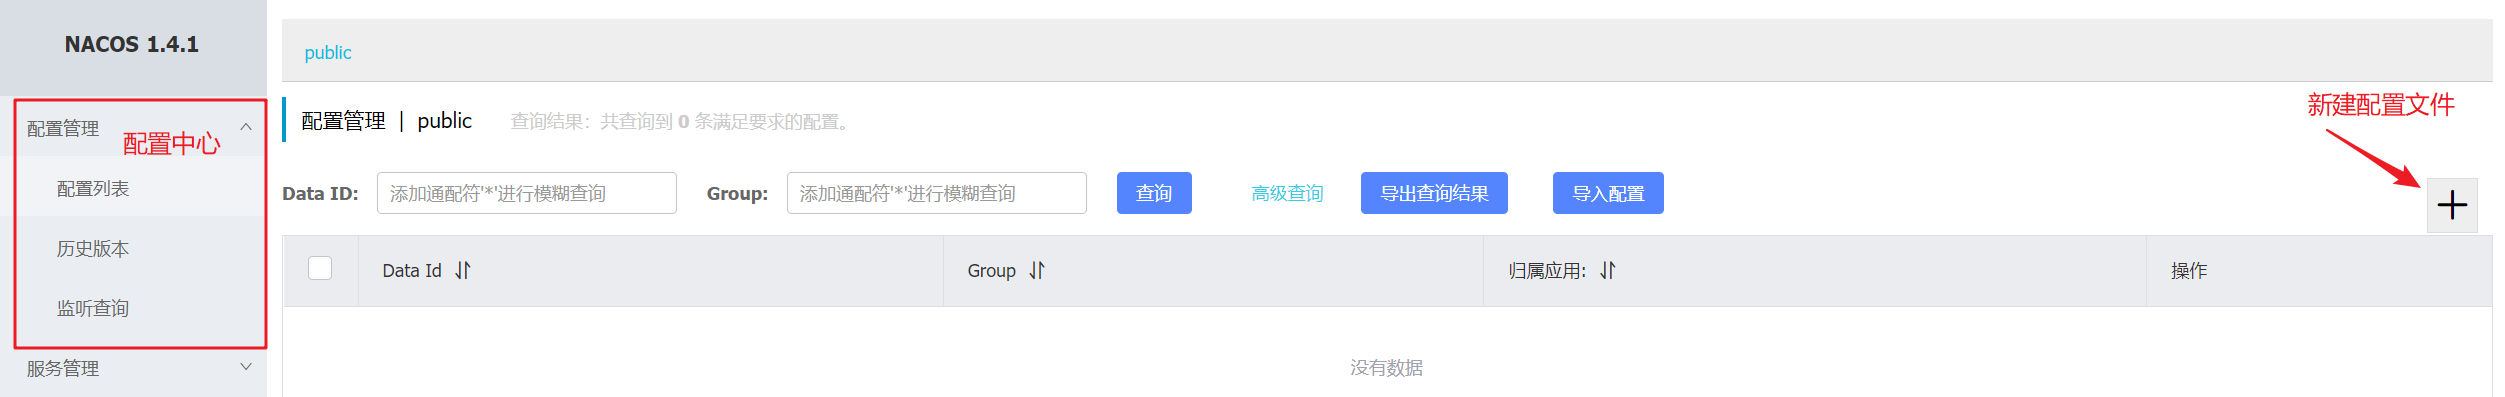 NACOS 1.4.1
配置管理
配置中心
配置列表
历史版本
监听查询
服务管理
public
配置管理 | public 查询结果：共查询到 0 条满足要求的配置。
新建配置文件
Data ID: 添加通配符'*'进行模糊查询 Group: 添加通配符'*'进行模糊查询 查询 高级查询 导出查询结果 导入配置
Data Id Group 归属应用: 操作
没有数据